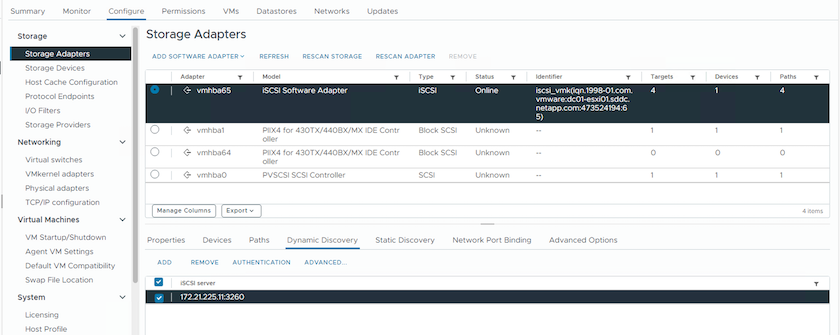 Summary Monitor Configure Permissions VMs Datastores Networks Updates
Storage
Storage Adapters
Storage Devices
Host Cache Configuration
Protocol Endpoints
I/O Filters
Storage Providers
Networking
Virtual switches
VMkernel adapters
Physical adapters
TCP/IP configuration
Virtual Machines
VM Startup/Shutdown
Agent VM Settings
Default VM Compatibility
Swap File Location
System
Licensing
Host Profile
Storage Adapters
ADD SOFTWARE ADAPTER REFRESH RESCAN STORAGE RESCAN ADAPTER REMOVE
Adapter Model Type Status Identifier Targets Devices Paths
vmhba65 iSCSI Software Adapter iSCSI Online iscsi_vmk(iqn.1998-01.com. 4 1 4
vmware:dc01-esxi01.sddc.
netapp.com:473524194:6
5)
vmhba1 PIIX4 for 430TX/440BX/MX IDE Contr Block SCSI Unknown -- 1 1 1
oller
vmhba64 PIIX4 for 430TX/440BX/MX IDE Contr Block SCSI Unknown -- 0 0 0
oller
vmhba0 PVSCSI SCSI Controller SCSI Unknown -- 1 1 1
Manage Columns Export 4 items
Properties Devices Paths Dynamic Discovery Static Discovery Network Port Binding Advanced Options
ADD REMOVE AUTHENTICATION ADVANCED...
iSCSI server
172.21.225.11:3260